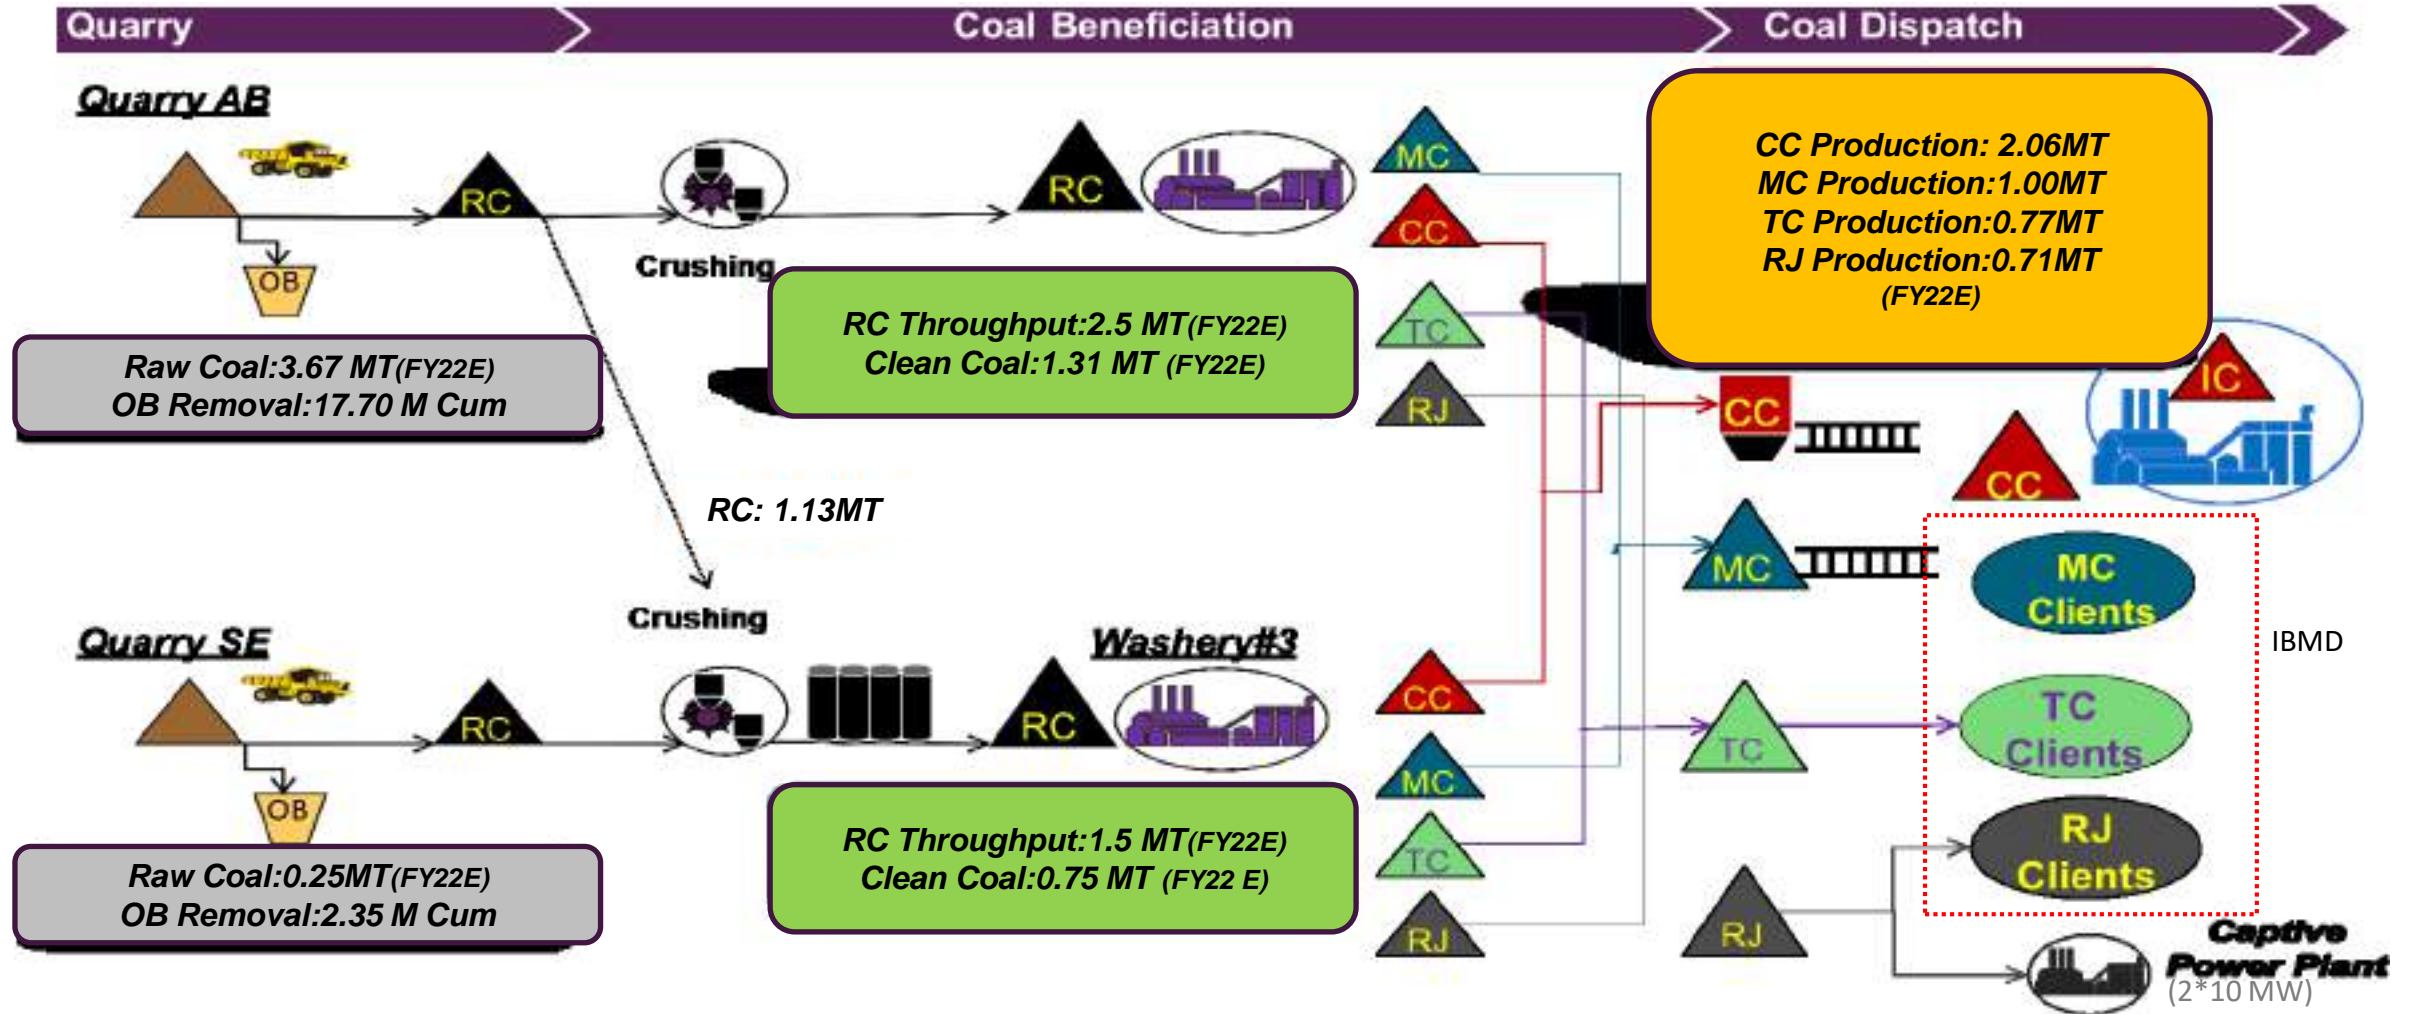 Quarry
Coal Beneficiation
Coal Dispatch
Quarry AB
RC
OB
Crushing
RC
MC
CC
TC
RJ
CC Production: 2.06MT
MC Production:1.00MT
TC Production:0.77MT
RJ Production:0.71MT
(FY22E)
Raw Coal:3.67 MT(FY22E)
OB Removal:17.70 M Cum
RC Throughput:2.5 MT(FY22E)
Clean Coal:1.31 MT (FY22E)
RC: 1.13MT
CC
CC
IC
MC
MC
Clients
IBMD
TC
TC
Clients
RJ
RJ
Clients
Captive
Power Plant
(2*10 MW)
Quarry SE
RC
OB
Crushing
RC
Washery#3
CC
MC
TC
RJ
Raw Coal:0.25MT(FY22E)
OB Removal:2.35 M Cum
RC Throughput:1.5 MT(FY22E)
Clean Coal:0.75 MT (FY22 E)